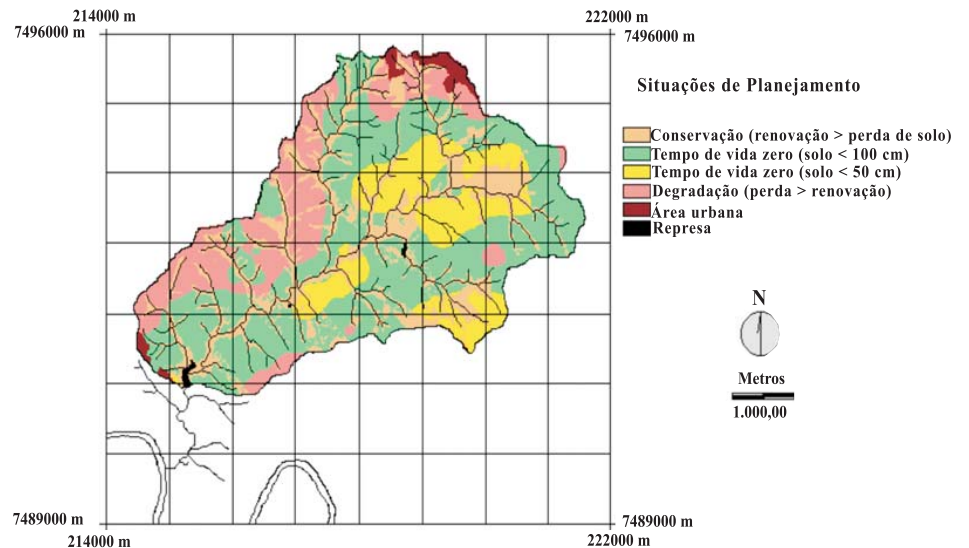 214000 m
222000 m
7496000 m
7496000 m
Situações de Planejamento
Conservação (renovação > perda de solo)
Tempo de vida zero (solo < 100 cm)
Tempo de vida zero (solo < 50 cm)
Degradação (perda > renovação)
Área urbana
Represa
N
Metros
1.000,00
7489000 m
7489000 m
214000 m
222000 m